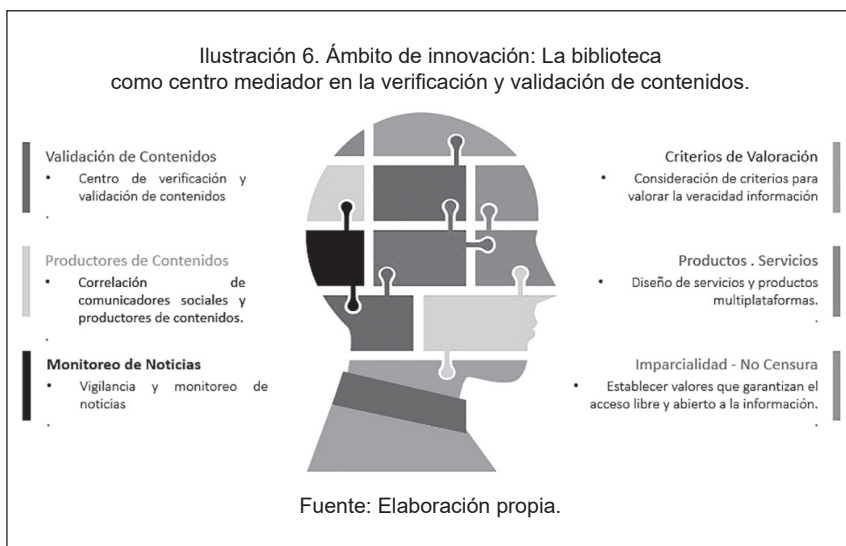 Ilustración 6. Ámbito de innovación: La biblioteca
como centro mediador en la verificación y validación de contenidos.
Validación de Contenidos
• Centro de verificación y
validación de contenidos
.
Productores de Contenidos
• Correlación de
comunicadores sociales y
productores de contenidos.
.
Monitoreo de Noticias
• Vigilancia y monitoreo de
noticias
.
Criterios de Valoración
• Consideración de criterios para
valorar la veracidad información
.
Productos . Servicios
• Diseño de servicios y productos
multiplataformas.
.
Imparcialidad - No Censura
• Establecer valores que garantizan el
acceso libre y abierto a la información.
.
Fuente: Elaboración propia.